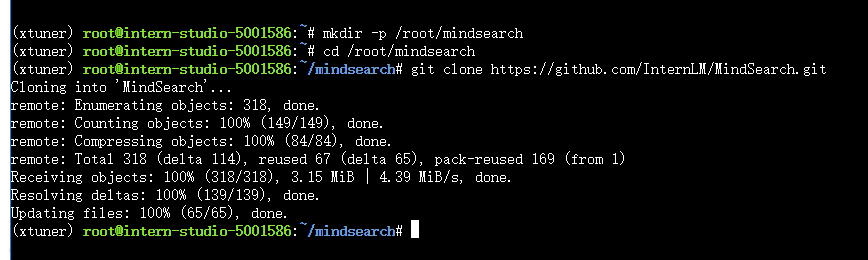 (xtuner) root@intern-studio-5001586:~# mkdir -p /root/mindsearch
(xtuner) root@intern-studio-5001586:~# cd /root/mindsearch
(xtuner) root@intern-studio-5001586:~/mindsearch# git clone https://github.com/InternLM/MindSearch.git
Cloning into 'MindSearch'...
remote: Enumerating objects: 318, done.
remote: Counting objects: 100% (149/149), done.
remote: Compressing objects: 100% (84/84), done.
remote: Total 318 (delta 114), reused 67 (delta 65), pack-reused 169 (from 1)
Receiving objects: 100% (318/318), 3.15 MiB | 4.39 MiB/s, done.
Resolving deltas: 100% (139/139), done.
Updating files: 100% (65/65), done.
(xtuner) root@intern-studio-5001586:~/mindsearch#